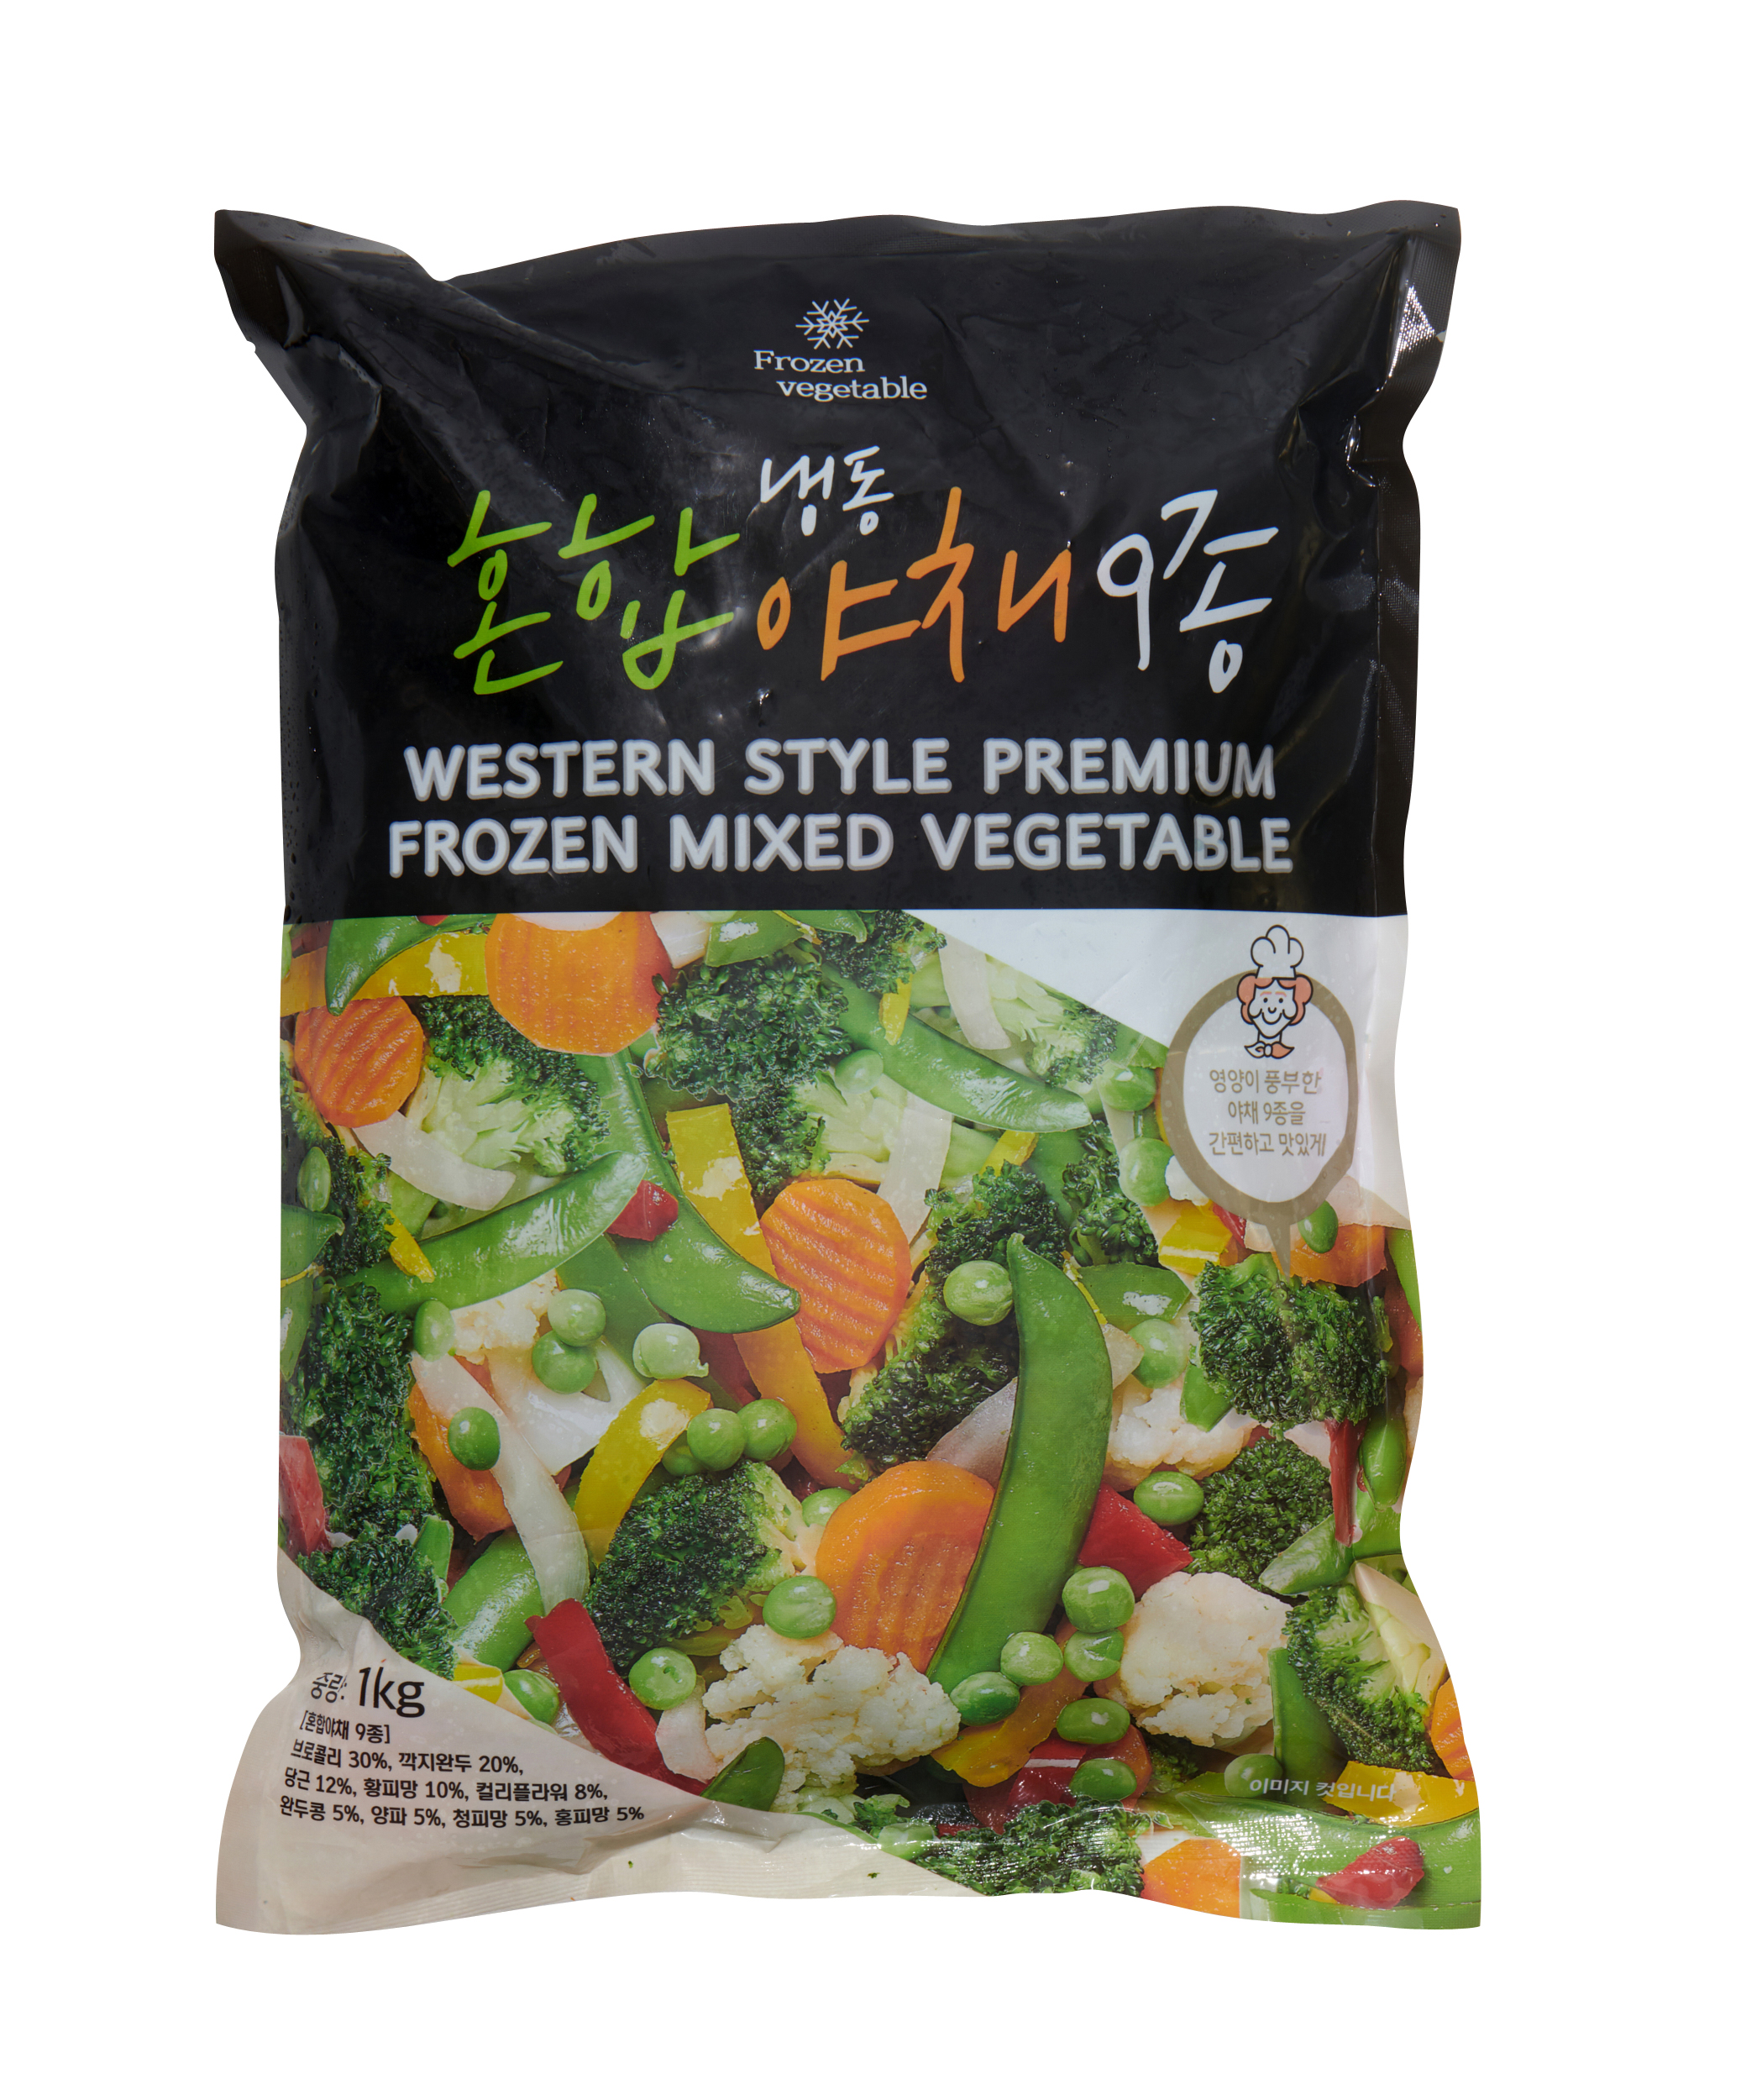 Frozen
vegetable
냉동
혼합야채9종
WESTERN STYLE PREMIUM
FROZEN MIXED VEGETABLE
영양이 풍부한
야채 9종을
간편하고 맛있게
중량: 1kg
[혼합야채 9종]
브로콜리 30%, 깍지완두 20%,
당근 12%, 황피망 10%, 컬리플라워 8%,
완두콩 5%, 양파 5%, 청피망 5%, 홍피망 5%
이미지 컷입니다